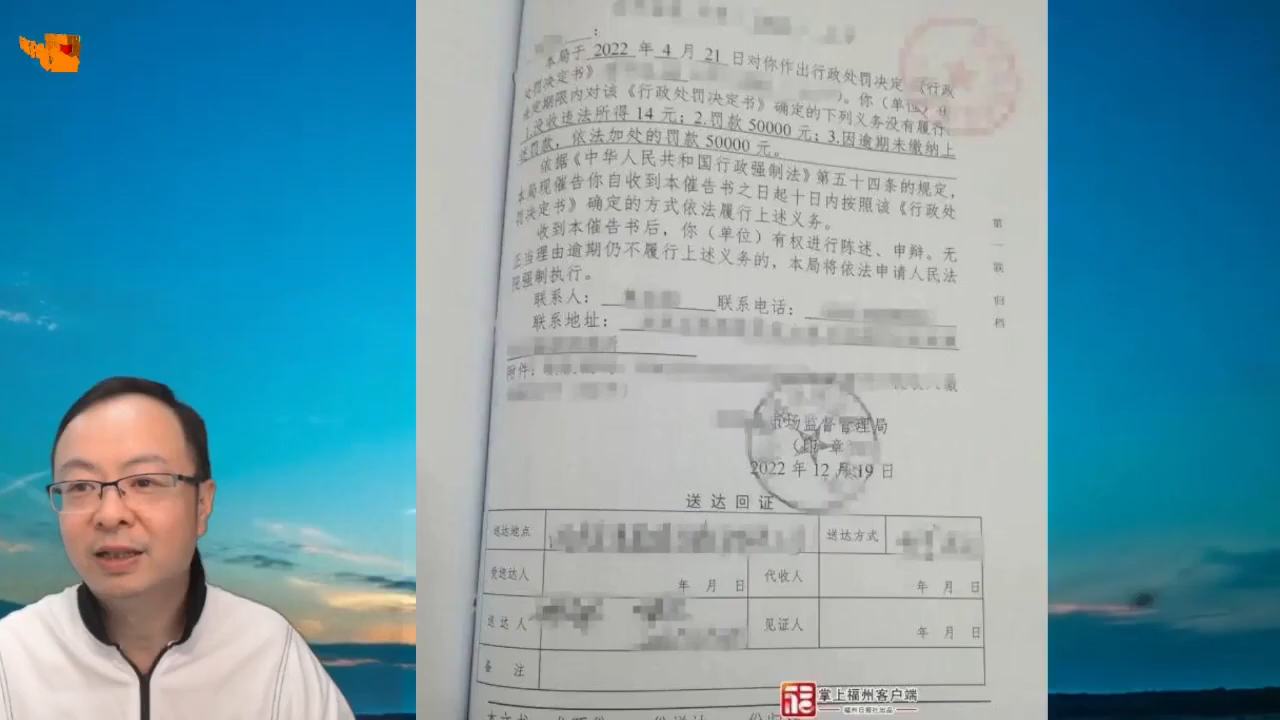 本局于 2022 年 4 月 21 日对你作出行政处罚决定 《行政
处罚决定书》 )。你（单位）在
未定期限内对该《行政处罚决定书》确定的下列义务没有履行：
1.没收违法所得 14 元；2.罚款 50000 元；3.因逾期未缴纳上
述罚款，依法加处的罚款 50000 元。
依据《中华人民共和国行政强制法》第五十四条的规定，
本局现催告你自收到本催告书之日起十日内按照该《行政处
罚决定书》确定的方式依法履行上述义务。
收到本催告书后，你（单位）有权进行陈述、申辩。无
正当理由逾期仍不履行上述义务的，本局将依法申请人民法
院强制执行。
联系人： 联系电话：
联系地址：
附件：
市场监督管理局
（印 章）
2022 年 12 月 19 日
第一联 归档
送 达 回 证
送达地点 送达方式
受送达人 年 月 日 代收人 年 月 日
送 达 人 见证人 年 月 日
备 注
掌上福州客户端
福州日报社出品